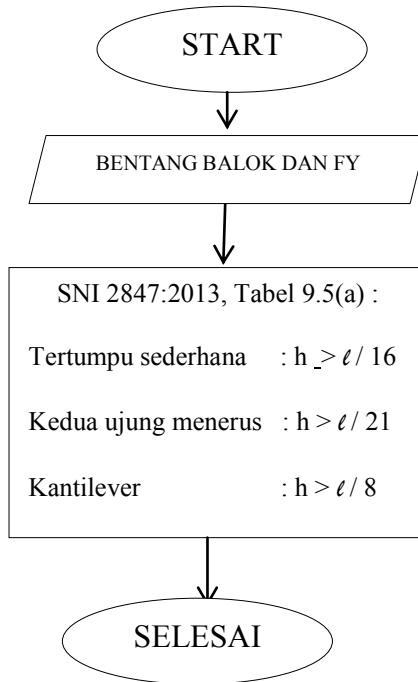 START
BENTANG BALOK DAN FY
SNI 2847:2013, Tabel 9.5(a) :
Tertumpu sederhana : h _> ℓ / 16
Kedua ujung menerus : h > ℓ / 21
Kantilever : h > ℓ / 8
SELESAI